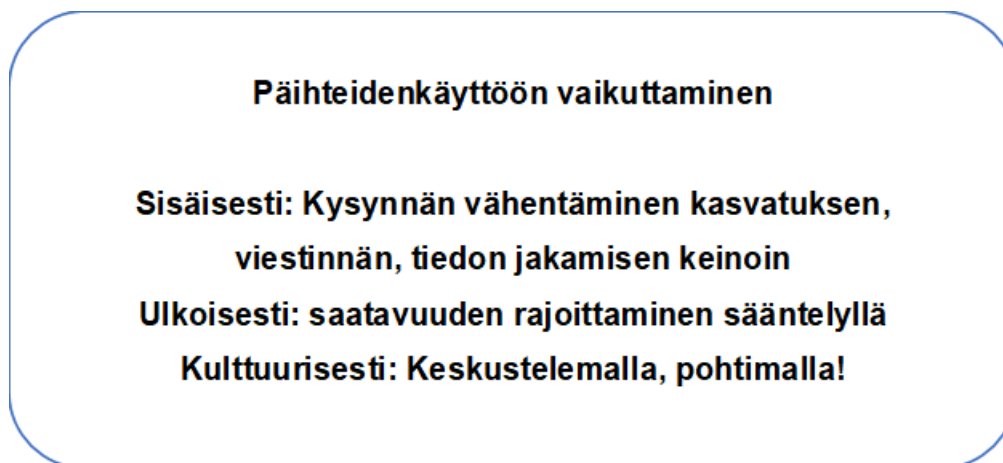 Päihteidenkäyttöön vaikuttaminen
Sisäisesti: Kysynnän vähentäminen kasvatuksen,
viestinnän, tiedon jakamisen keinoin
Ulkoisesti: saatavuuden rajoittaminen sääntelyllä
Kulttuurisesti: Keskustelemalla, pohtimalla!